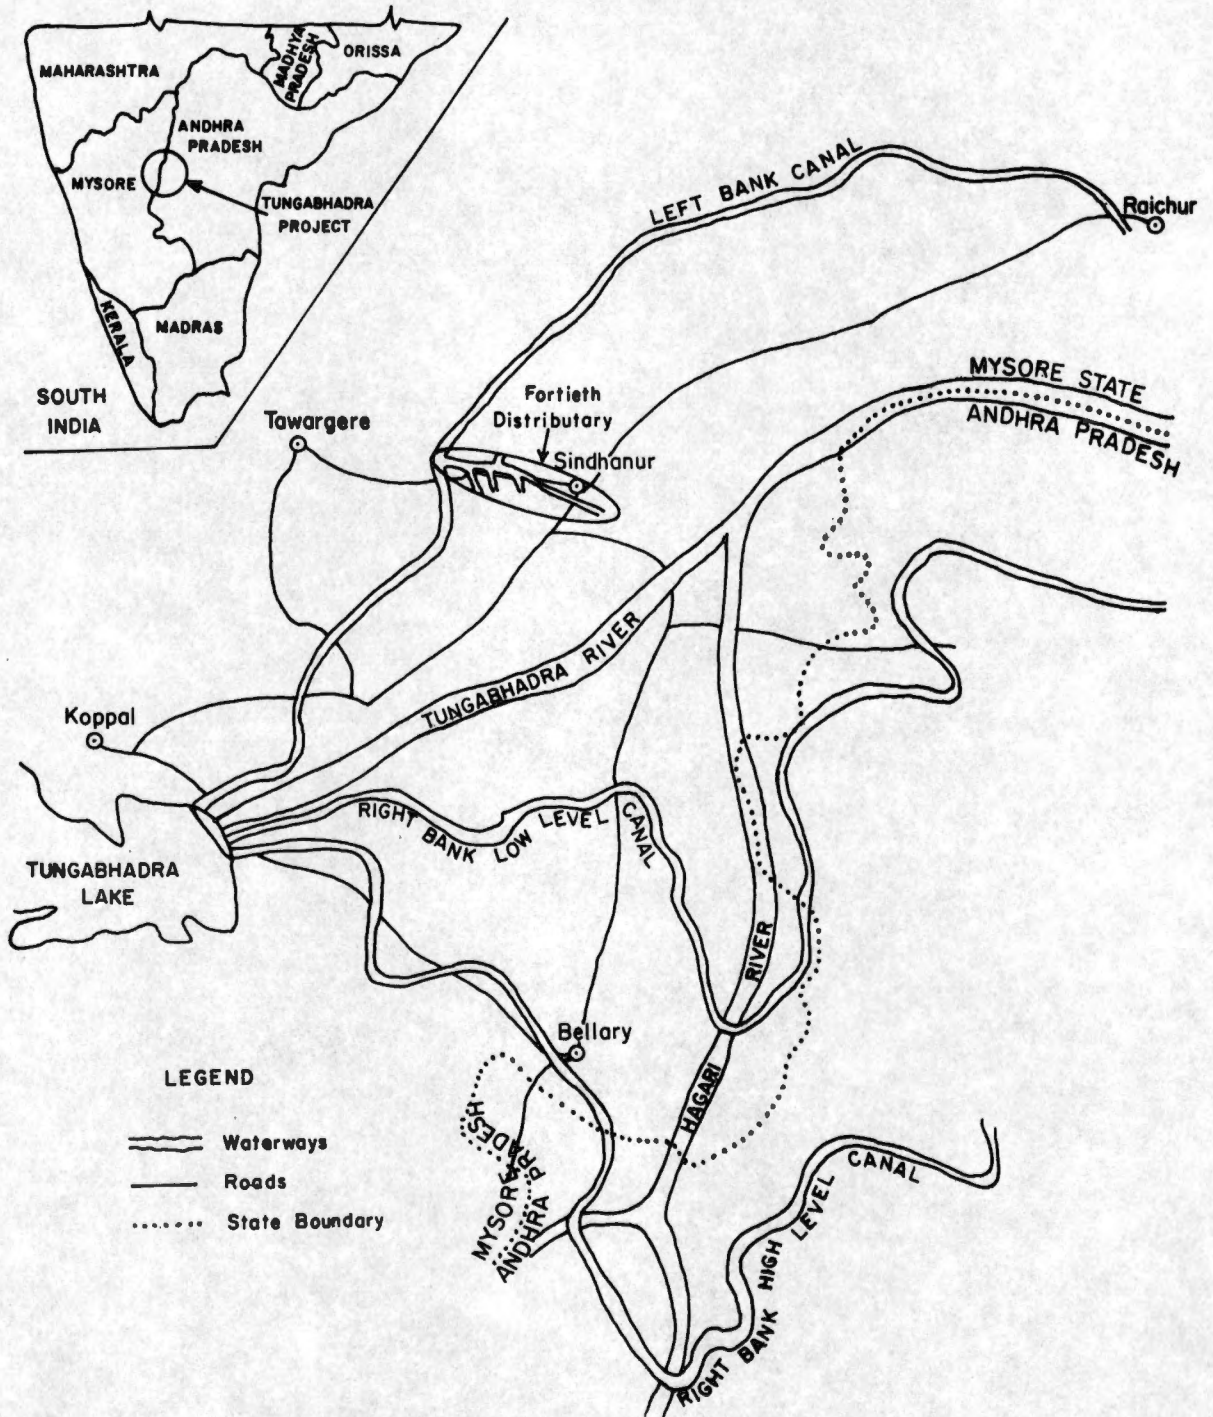 MAHARASHTRA
MADHYA
PRADESH
ORISSA
ANDHRA
PRADESH
MYSORE
TUNGABHADRA
PROJECT
KERALA
MADRAS
SOUTH
INDIA
LEFT BANK CANAL
Raichur
MYSORE STATE
ANDHRA PRADESH
Fortieth
Distributary
Tawargere
Sindhanur
TUNGABHADRA RIVER
Koppal
RIGHT BANK LOW LEVEL CANAL
TUNGABHADRA
LAKE
HAGARI RIVER
Bellary
MYSORE
ANDHRA PRADESH
PRADESH
RIGHT BANK HIGH LEVEL CANAL
LEGEND
Waterways
Roads
State Boundary